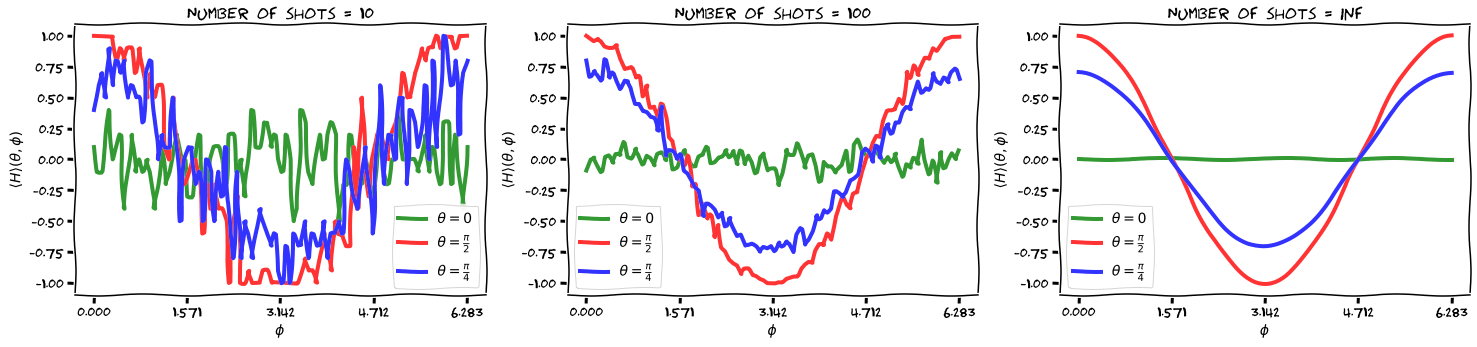 NUMBER OF SHOTS = 10
1.00
0.75
0.50
0.25
0.00
-0.25
-0.50
-0.75
-1.00
⟨H⟩(θ, ϕ)
θ = 0
θ = π/2
θ = π/4
0.000 1.571 3.142 4.712 6.283
ϕ
NUMBER OF SHOTS = 100
1.00
0.75
0.50
0.25
0.00
-0.25
-0.50
-0.75
-1.00
⟨H⟩(θ, ϕ)
θ = 0
θ = π/2
θ = π/4
0.000 1.571 3.142 4.712 6.283
ϕ
NUMBER OF SHOTS = INF
1.00
0.75
0.50
0.25
0.00
-0.25
-0.50
-0.75
-1.00
⟨H⟩(θ, ϕ)
θ = 0
θ = π/2
θ = π/4
0.000 1.571 3.142 4.712 6.283
ϕ